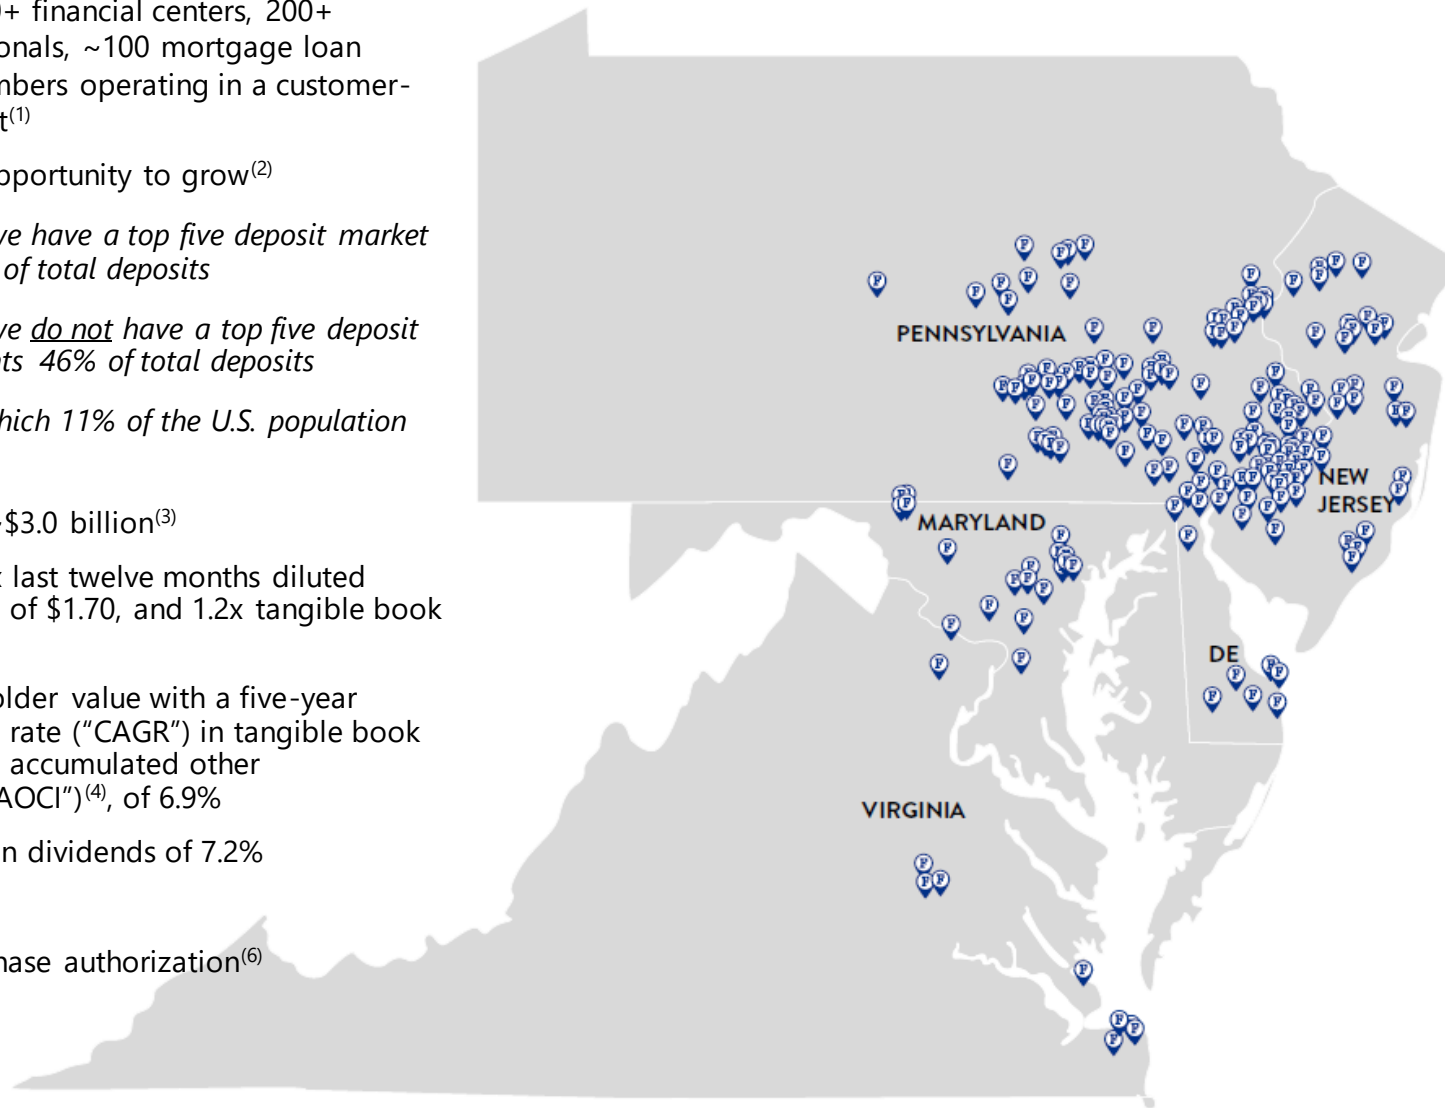 + financial centers, 200+
onals, ~100 mortgage loan
mbers operating in a customer-
t(1)
pportunity to grow(2)
ve have a top five deposit market
of total deposits
ve do not have a top five deposit
nts 46% of total deposits
hich 11% of the U.S. population
$3.0 billion(3)
x last twelve months diluted
of $1.70, and 1.2x tangible book
older value with a five-year
rate (“CAGR”) in tangible book
accumulated other
AOCI”)(4), of 6.9%
n dividends of 7.2%
hase authorization(6)
PENNSYLVANIA
NEW
JERSEY
MARYLAND
DE
VIRGINIA